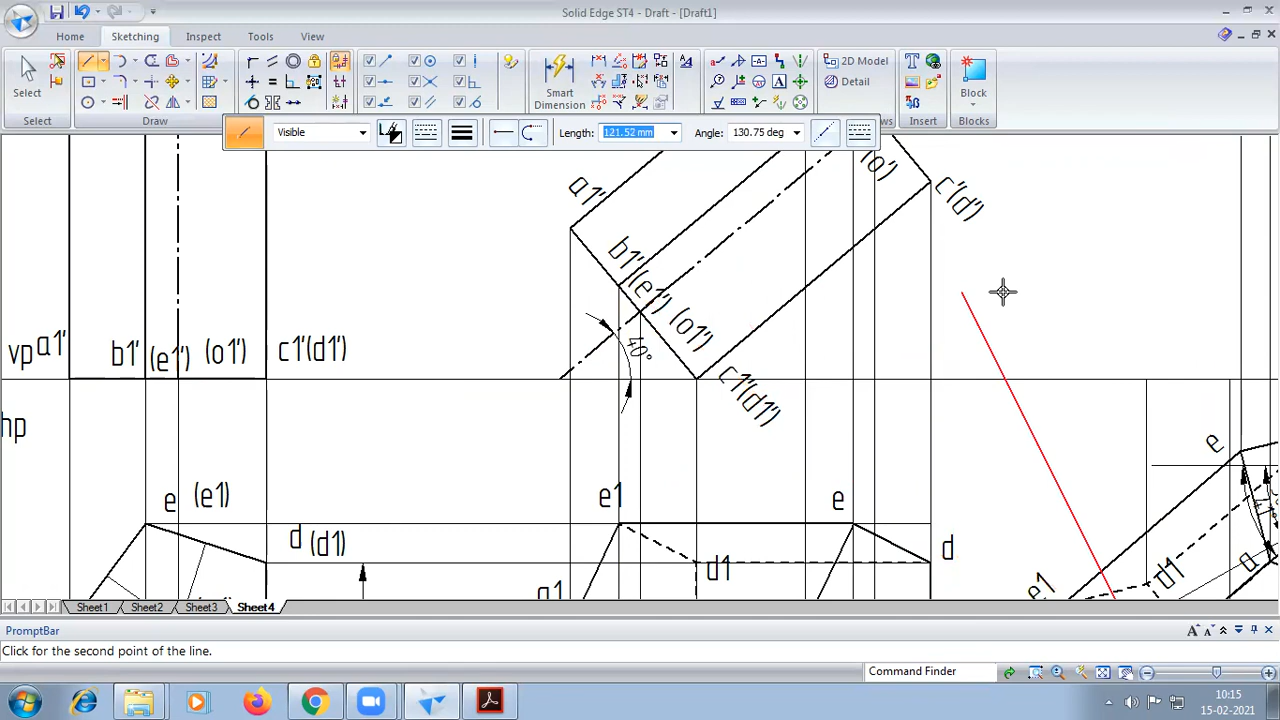 Solid Edge ST4 - Draft - [Draft1]
Home Sketching Inspect Tools View
Select
Smart
Dimension
2D Model
Detail
Block
Select Draw Insert Blocks
Visible Length: 121.52 mm Angle: 130.75 deg
(o')
a1'
c'(d')
b1'
(e1')
(o1')
40°
c1'(d1')
vp a1' b1' (e1') (o1') c1'(d1')
hp
e (e1) e1 e e
d (d1) d1 d d1 a
a1 e1
Sheet1 Sheet2 Sheet3 Sheet4
PromptBar
Click for the second point of the line.
Command Finder
10:15
15-02-2021